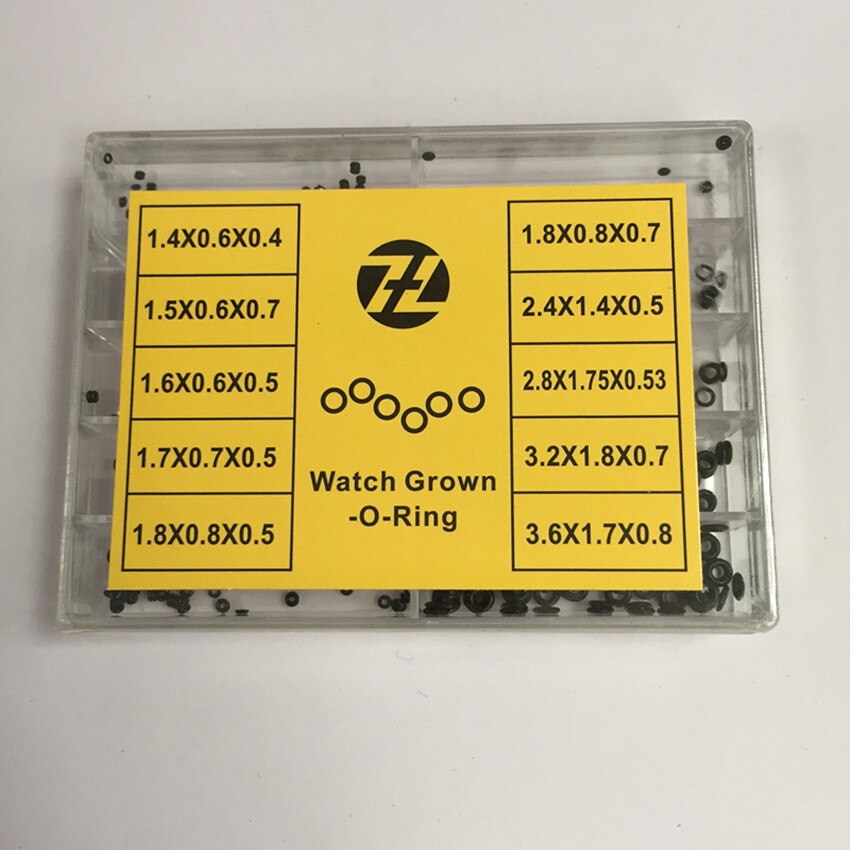 1.4X0.6X0.4
1.5X0.6X0.7
1.6X0.6X0.5
1.7X0.7X0.5
1.8X0.8X0.5
Watch Grown
-O-Ring
1.8X0.8X0.7
2.4X1.4X0.5
2.8X1.75X0.53
3.2X1.8X0.7
3.6X1.7X0.8